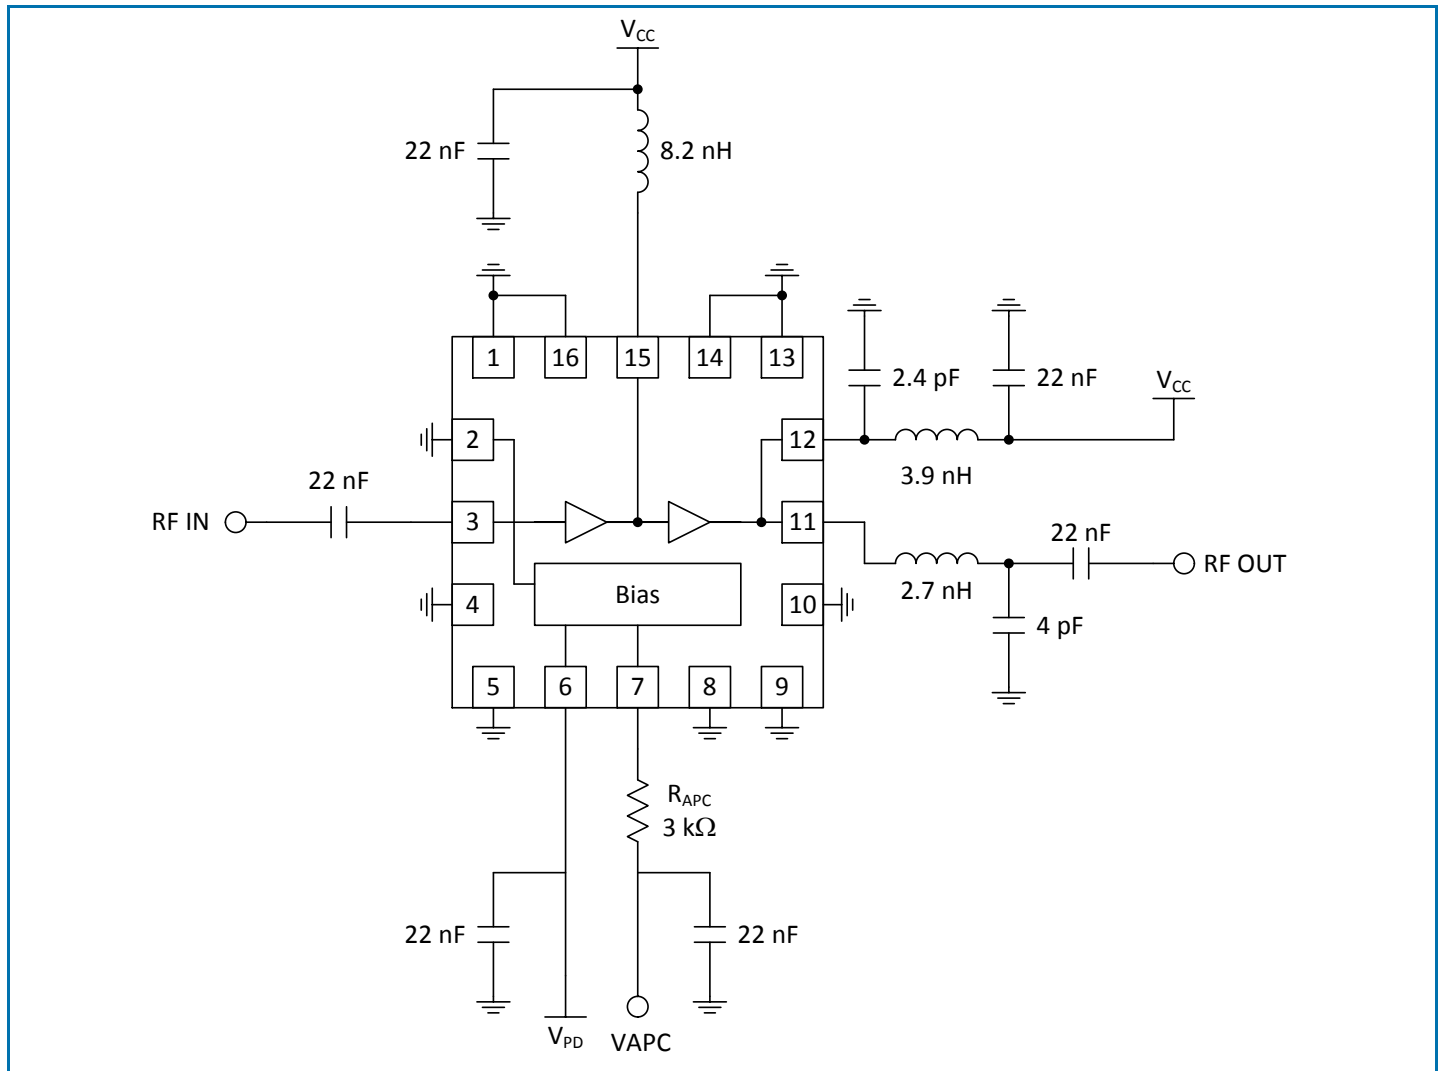 VCC
22 nF
8.2 nH
1
16
15
14
13
2.4 pF
22 nF
VCC
2
12
3.9 nH
22 nF
RF IN
3
11
22 nF
RF OUT
2.7 nH
Bias
4
10
4 pF
5
6
7
8
9
RAPC
3 kΩ
22 nF
22 nF
VPD
VAPC